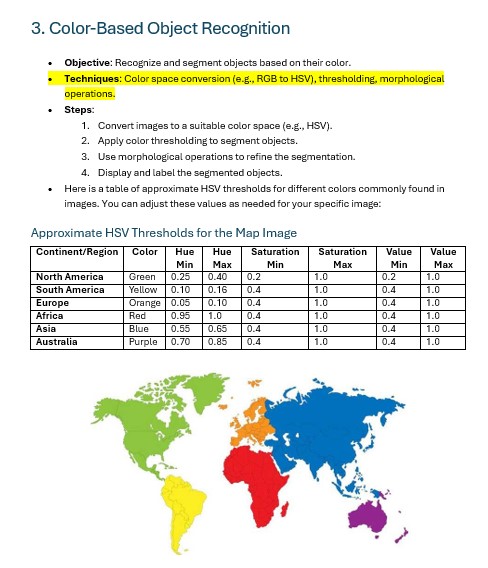 3. Color-Based Object Recognition
• Objective: Recognize and segment objects based on their color.
• Techniques: Color space conversion (e.g., RGB to HSV), thresholding, morphological
operations.
• Steps:
1. Convert images to a suitable color space (e.g., HSV).
2. Apply color thresholding to segment objects.
3. Use morphological operations to refine the segmentation.
4. Display and label the segmented objects.
• Here is a table of approximate HSV thresholds for different colors commonly found in
images. You can adjust these values as needed for your specific image:
Approximate HSV Thresholds for the Map Image
Continent/Region Color Hue Hue Saturation Saturation Value Value
Min Max Min Max Min Max
North America Green 0.25 0.40 0.2 1.0 0.2 1.0
South America Yellow 0.10 0.16 0.4 1.0 0.4 1.0
Europe Orange 0.05 0.10 0.4 1.0 0.4 1.0
Africa Red 0.95 1.0 0.4 1.0 0.4 1.0
Asia Blue 0.55 0.65 0.4 1.0 0.4 1.0
Australia Purple 0.70 0.85 0.4 1.0 0.4 1.0